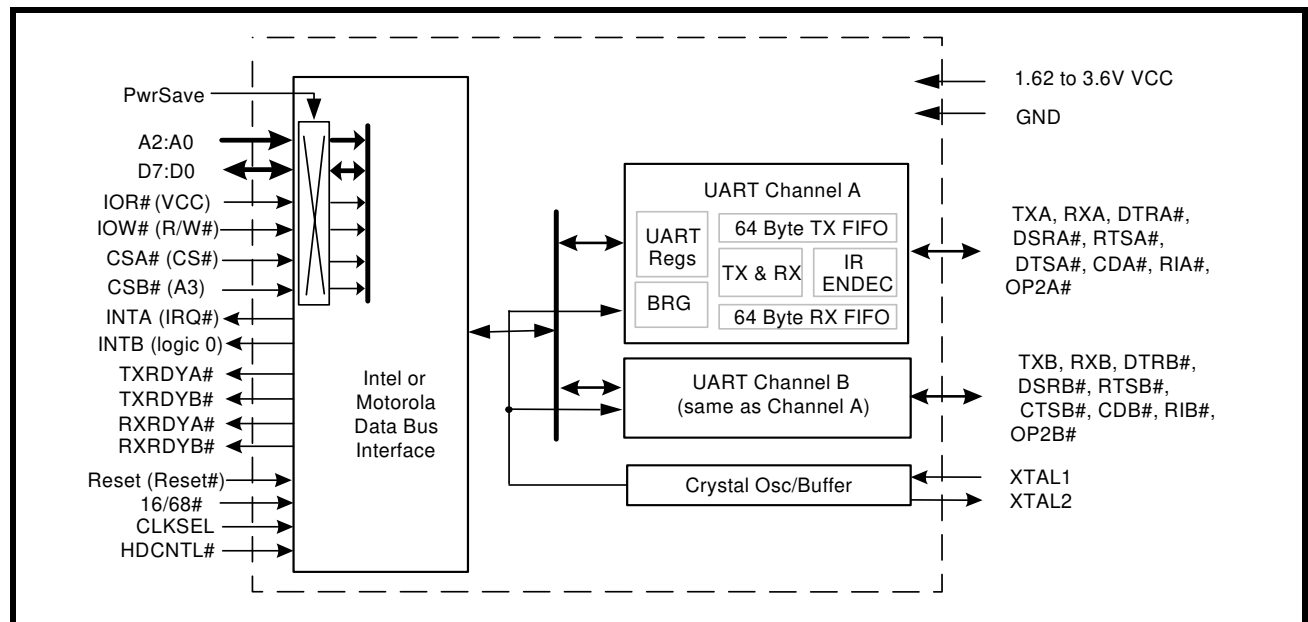 PwrSave
A2:A0
D7:D0
IOR# (VCC)
IOW# (R/W#)
CSA# (CS#)
CSB# (A3)
INTA (IRQ#)
INTB (logic 0)
TXRDYA#
TXRDYB#
RXRDYA#
RXRDYB#
Reset (Reset#)
16/68#
CLKSEL
HDCNTL#
Intel or
Motorola
Data Bus
Interface
UART Channel A
UART
Regs
BRG
64 Byte TX FIFO
TX & RX
IR
ENDEC
64 Byte RX FIFO
UART Channel B
(same as Channel A)
Crystal Osc/Buffer
1.62 to 3.6V VCC
GND
TXA, RXA, DTRA#,
DSRA#, RTSA#,
DTSA#, CDA#, RIA#,
OP2A#
TXB, RXB, DTRB#,
DSRB#, RTSB#,
CTSB#, CDB#, RIB#,
OP2B#
XTAL1
XTAL2